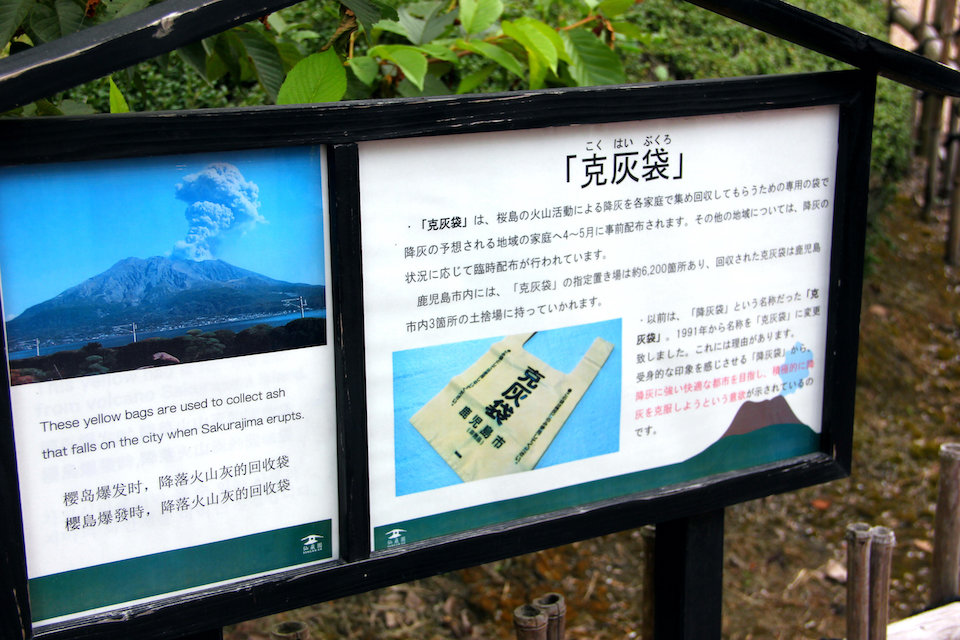 These yellow bags are used to collect ash
that falls on the city when Sakurajima erupts.
櫻岛爆发时，降落火山灰的回收袋
櫻島爆發時，降落火山灰的回收袋
仙巌園
こく はい ぶくろ
「克灰袋」
・「克灰袋」は、桜島の火山活動による降灰を各家庭で集め回収してもらうための専用の袋で
降灰の予想される地域の家庭へ4～5月に事前配布されます。その他の地域については、降灰の
状況に応じて臨時配布が行われています。
鹿児島市内には、「克灰袋」の指定置き場は約6,200箇所あり、回収された克灰袋は鹿児島
市内3箇所の土捨場に持っていかれます。
克灰袋
鹿児島市
・以前は、「降灰袋」という名称だった「克
灰袋」。1991年から名称を「克灰袋」に変更
致しました。これには理由があります。
受身的な印象を感じさせる「降灰袋」から、
降灰に強い快適な都市を目指し、積極的に降
灰を克服しようという意欲が示されているの
です。
仙巌園